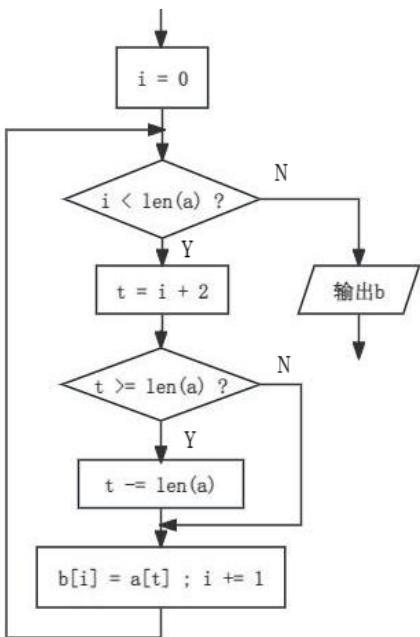 i = 0
i < len(a) ?
N
Y
t = i + 2
输出b
t >= len(a) ?
N
Y
t -= len(a)
b[i] = a[t] ; i += 1